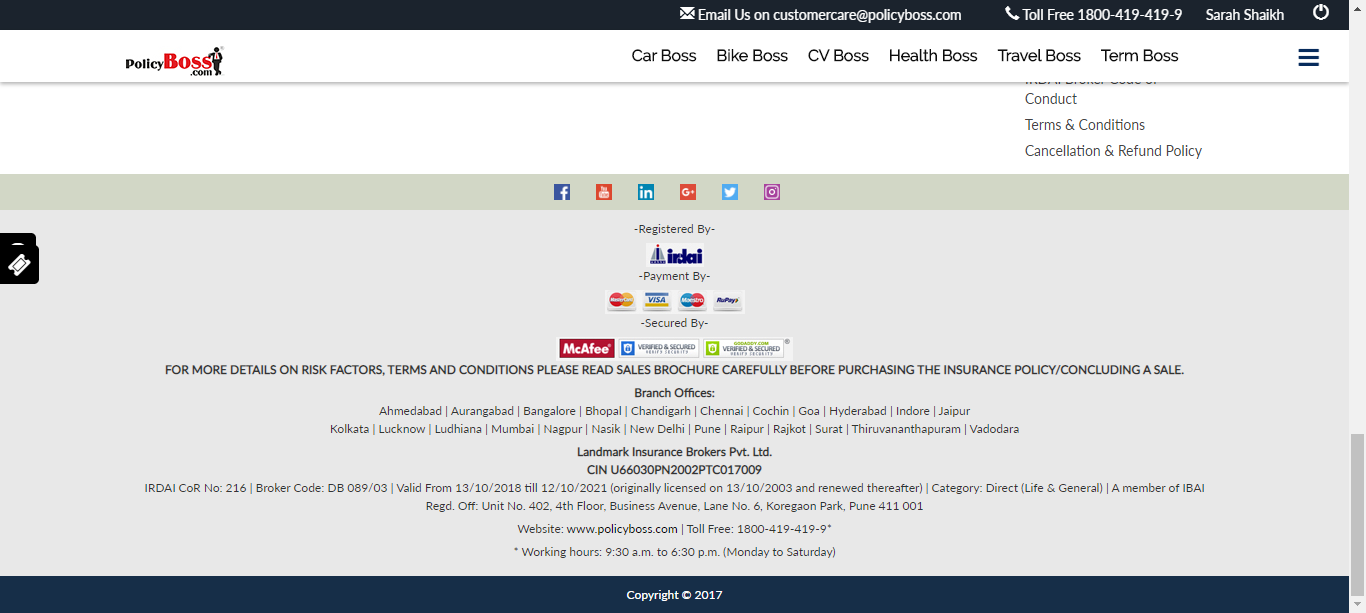 Email Us on customercare@policyboss.com Toll Free 1800-419-419-9 Sarah Shaikh
PolicyBoss.com Car Boss Bike Boss CV Boss Health Boss Travel Boss Term Boss
IRDAI Broker Code of
Conduct
Terms & Conditions
Cancellation & Refund Policy
-Registered By-
irdai
-Payment By-
MasterCard VISA Maestro RuPay
-Secured By-
McAfee® VERIFIED & SECURED VERIFY SECURITY GODADDY.COM VERIFIED & SECURED VERIFY SECURITY ®
FOR MORE DETAILS ON RISK FACTORS, TERMS AND CONDITIONS PLEASE READ SALES BROCHURE CAREFULLY BEFORE PURCHASING THE INSURANCE POLICY/CONCLUDING A SALE.
Branch Offices:
Ahmedabad | Aurangabad | Bangalore | Bhopal | Chandigarh | Chennai | Cochin | Goa | Hyderabad | Indore | Jaipur
Kolkata | Lucknow | Ludhiana | Mumbai | Nagpur | Nasik | New Delhi | Pune | Raipur | Rajkot | Surat | Thiruvananthapuram | Vadodara
Landmark Insurance Brokers Pvt. Ltd.
CIN U66030PN2002PTC017009
IRDAI CoR No: 216 | Broker Code: DB 089/03 | Valid From 13/10/2018 till 12/10/2021 (originally licensed on 13/10/2003 and renewed thereafter) | Category: Direct (Life & General) | A member of IBAI
Regd. Off: Unit No. 402, 4th Floor, Business Avenue, Lane No. 6, Koregaon Park, Pune 411 001
Website: www.policyboss.com | Toll Free: 1800-419-419-9*
* Working hours: 9:30 a.m. to 6:30 p.m. (Monday to Saturday)
Copyright © 2017